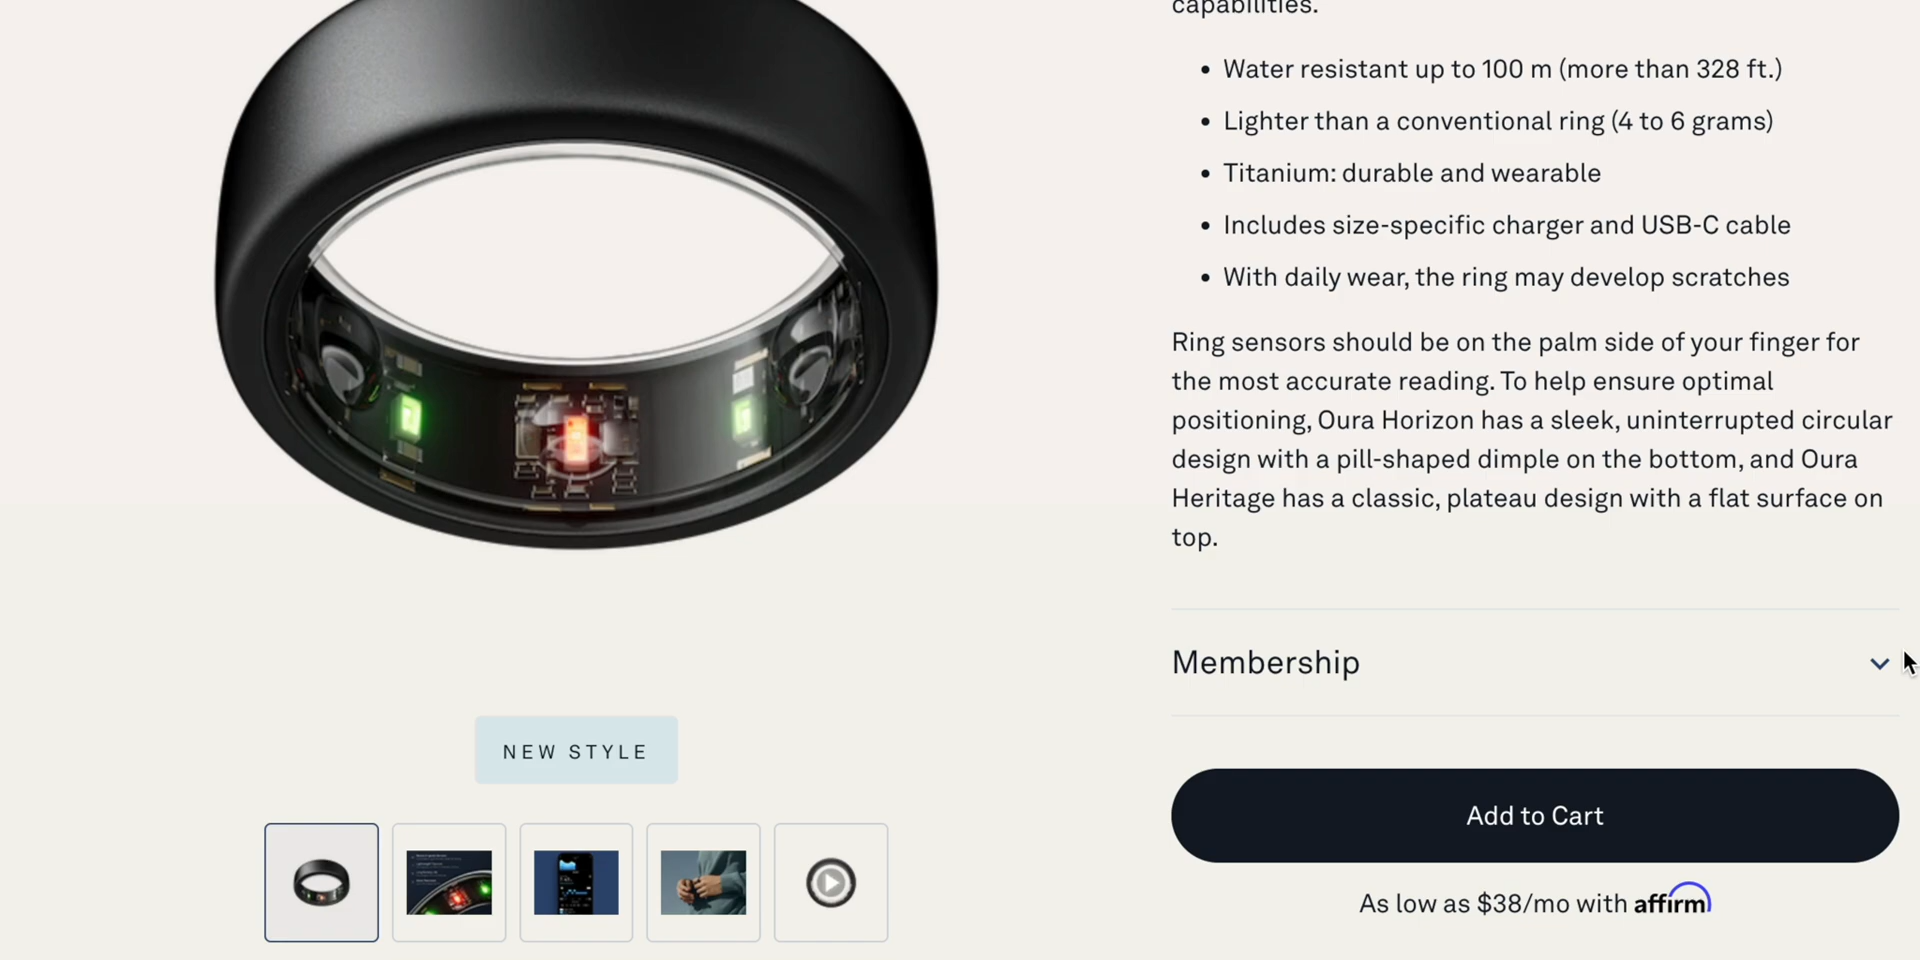 capabilities.
• Water resistant up to 100 m (more than 328 ft.)
• Lighter than a conventional ring (4 to 6 grams)
• Titanium: durable and wearable
• Includes size-specific charger and USB-C cable
• With daily wear, the ring may develop scratches
Ring sensors should be on the palm side of your finger for
the most accurate reading. To help ensure optimal
positioning, Oura Horizon has a sleek, uninterrupted circular
design with a pill-shaped dimple on the bottom, and Oura
Heritage has a classic, plateau design with a flat surface on
top.
Membership
NEW STYLE
Add to Cart
As low as $38/mo with affirm